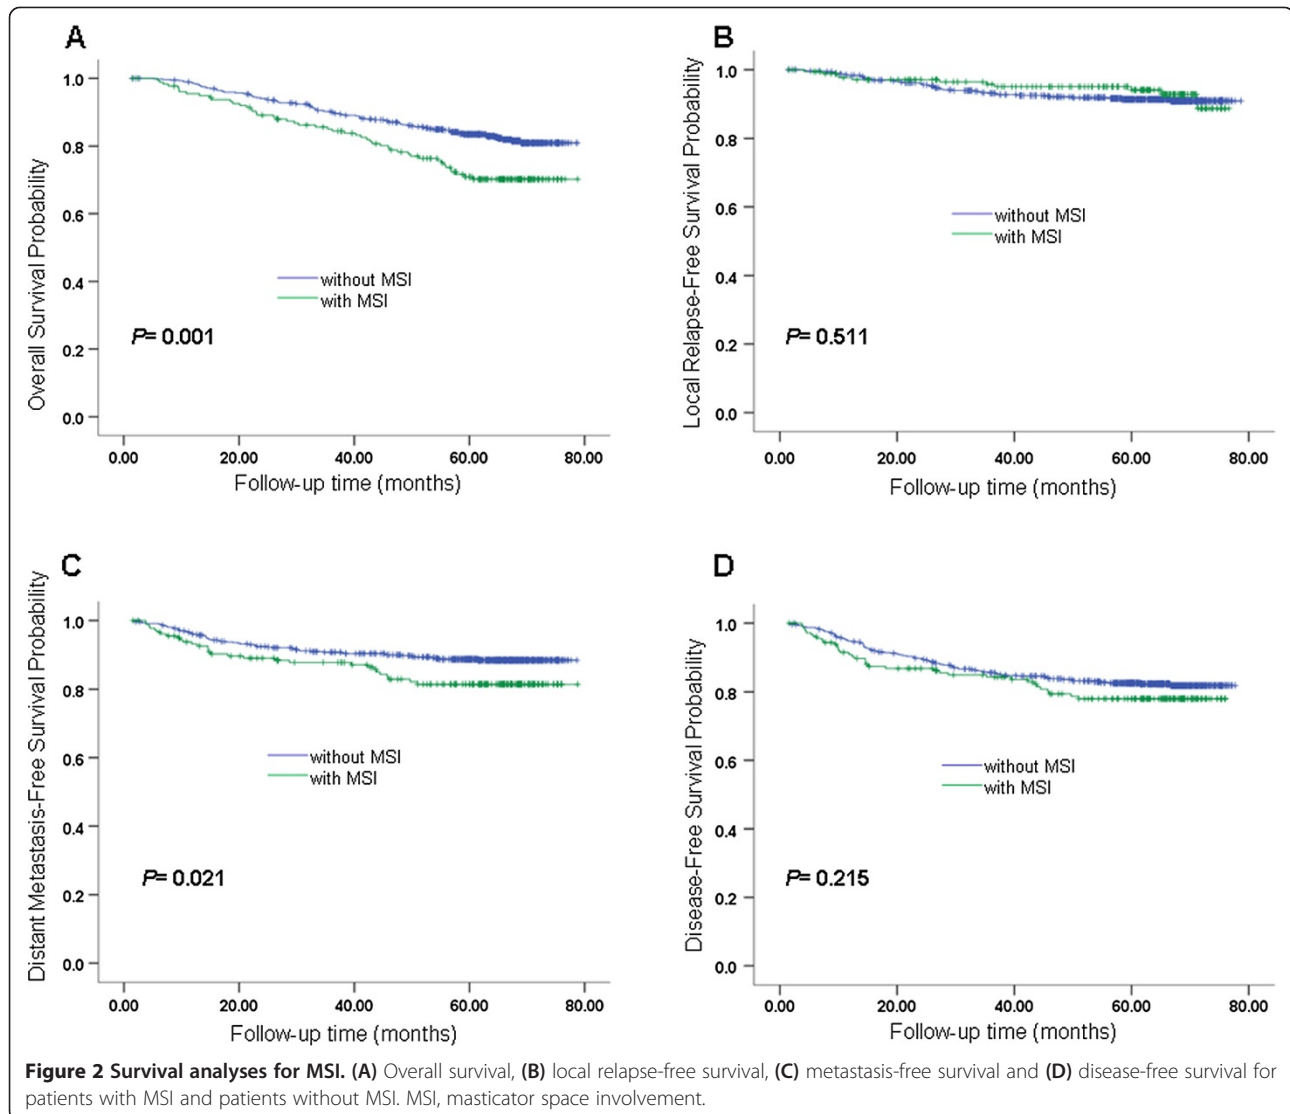 A
Overall Survival Probability
1.0
0.8
0.6
0.4
0.2
0.0
without MSI
with MSI
P= 0.001
0.00 20.00 40.00 60.00 80.00
Follow-up time (months)
B
Local Relapse-Free Survival Probability
1.0
0.8
0.6
0.4
0.2
0.0
without MSI
with MSI
P= 0.511
0.00 20.00 40.00 60.00 80.00
Follow-up time (months)
C
Distant Metastasis-Free Survival Probability
1.0
0.8
0.6
0.4
0.2
0.0
without MSI
with MSI
P= 0.021
0.00 20.00 40.00 60.00 80.00
Follow-up time (months)
D
Disease-Free Survival Probability
1.0
0.8
0.6
0.4
0.2
0.0
without MSI
with MSI
P= 0.215
0.00 20.00 40.00 60.00 80.00
Follow-up time (months)
Figure 2 Survival analyses for MSI. (A) Overall survival, (B) local relapse-free survival, (C) metastasis-free survival and (D) disease-free survival for
patients with MSI and patients without MSI. MSI, masticator space involvement.